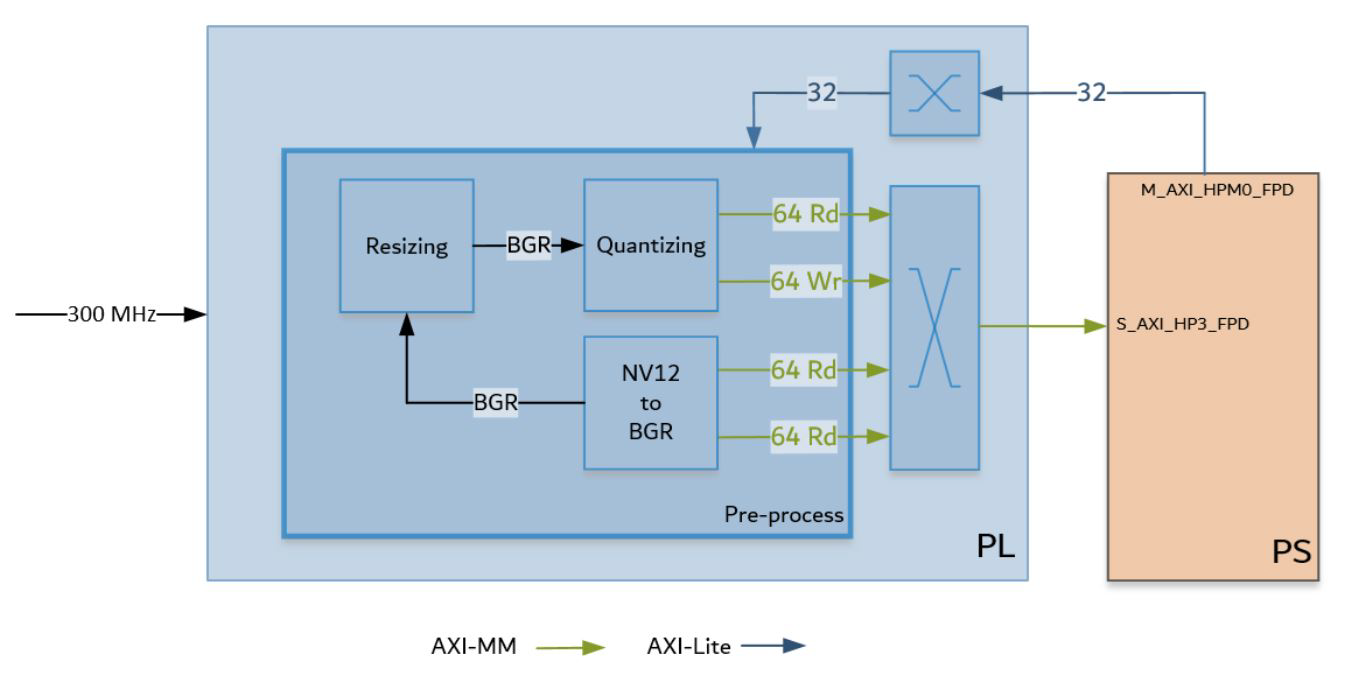 32
32
M_AXI_HPM0_FPD
Resizing
BGR
Quantizing
64 Rd
64 Wr
300 MHz
S_AXI_HP3_FPD
NV12
to
BGR
64 Rd
BGR
64 Rd
Pre-process
PL
PS
AXI-MM
AXI-Lite